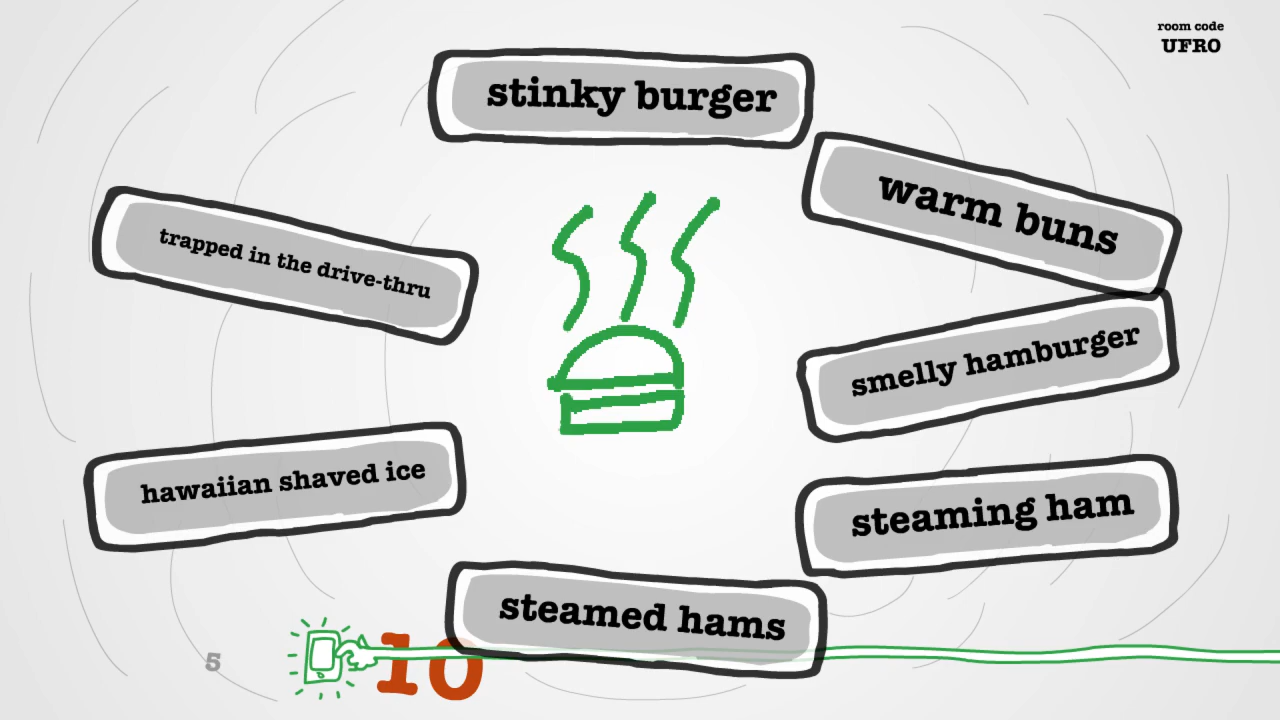 room code
UFRO
stinky burger
warm buns
trapped in the drive-thru
smelly hamburger
hawaiian shaved ice
steaming ham
steamed hams
5
10